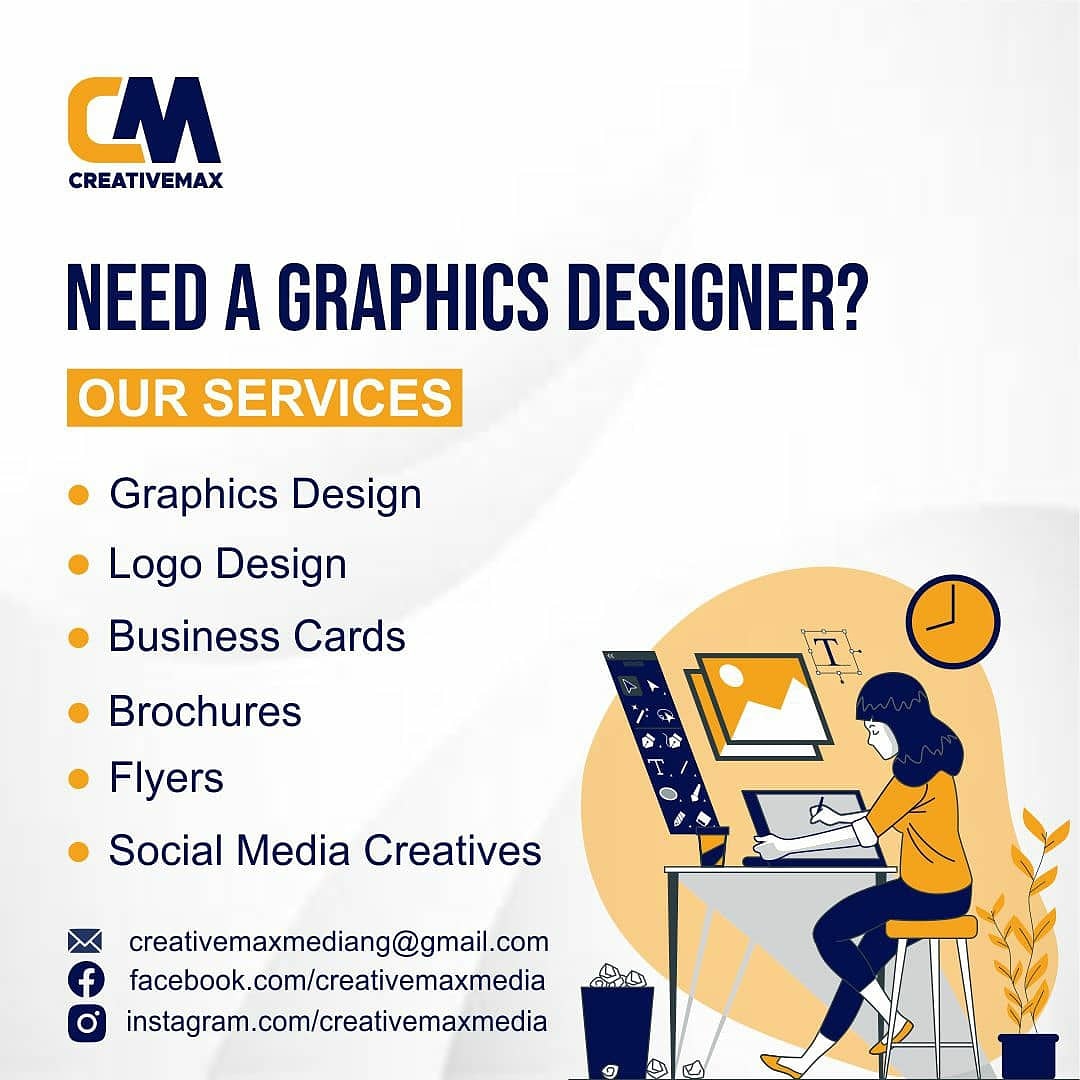 CM
CREATIVEMAX
NEED A GRAPHICS DESIGNER?
OUR SERVICES
Graphics Design
Logo Design
Business Cards
Brochures
Flyers
Social Media Creatives
creativemaxmediang@gmail.com
facebook.com/creativemaxmedia
instagram.com/creativemaxmedia
T
T